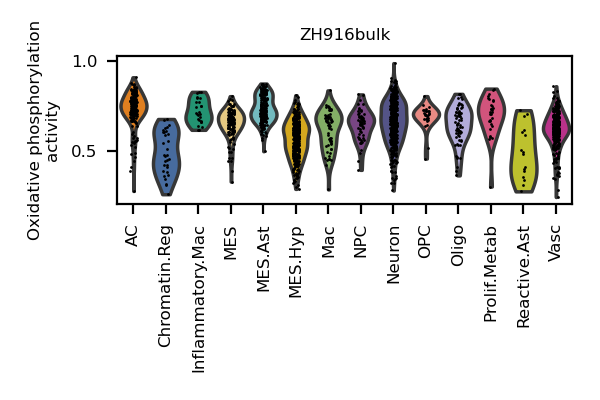 ZH916bulk
Oxidative phosphorylation
activity
1.0
0.5
AC
Chromatin.Reg
Inflammatory.Mac
MES
MES.Ast
MES.Hyp
Mac
NPC
Neuron
OPC
Oligo
Prolif.Metab
Reactive.Ast
Vasc